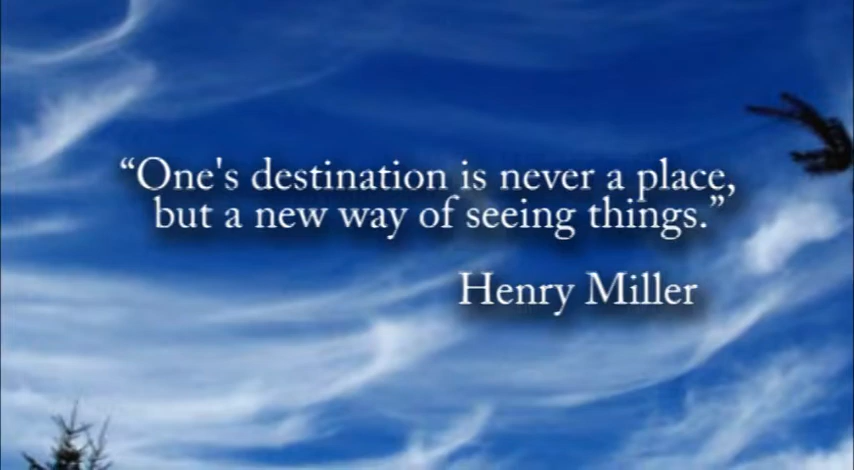 “One's destination is never a place,
but a new way of seeing things.”
Henry Miller